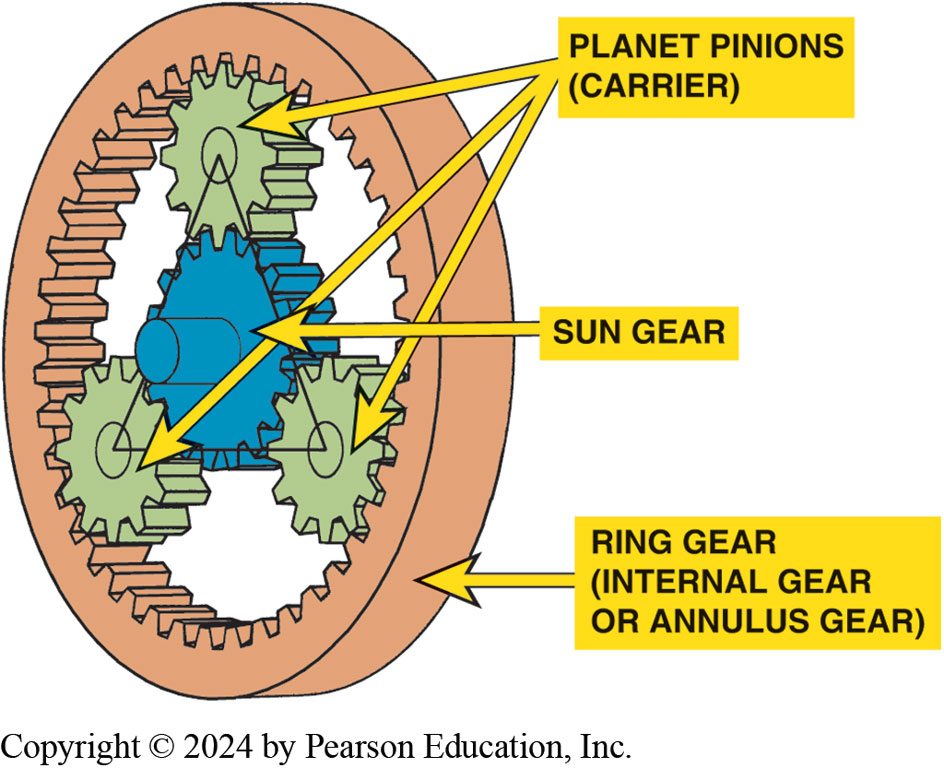 PLANET PINIONS
(CARRIER)
SUN GEAR
RING GEAR
(INTERNAL GEAR
OR ANNULUS GEAR)
Copyright © 2024 by Pearson Education, Inc.